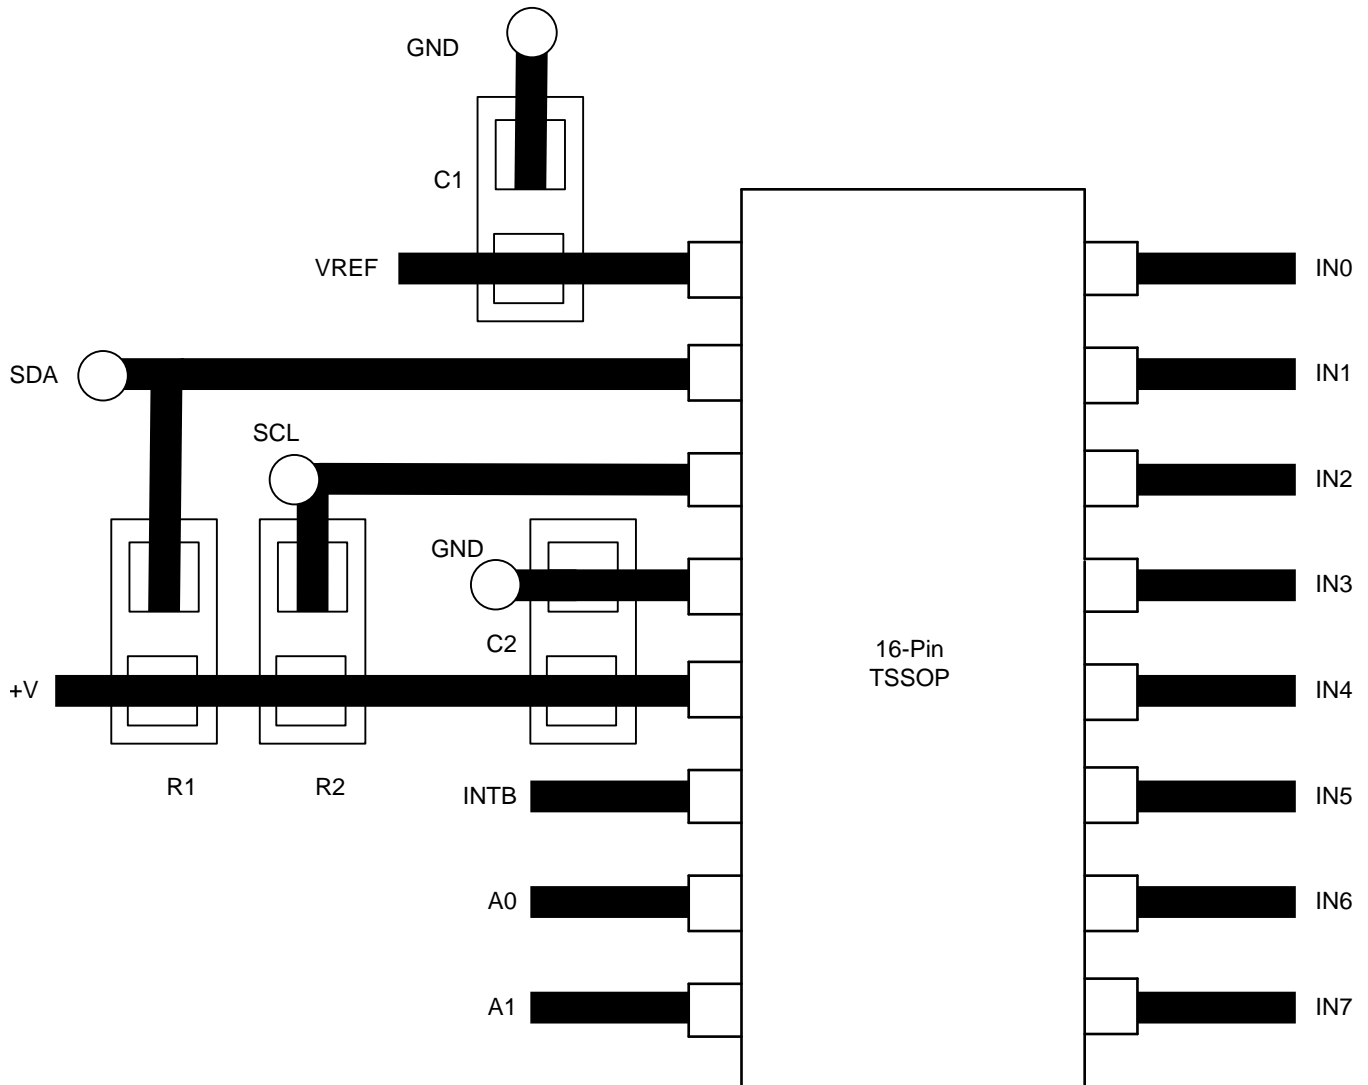 GND
C1
VREF
IN0
SDA
IN1
SCL
IN2
GND
IN3
C2
16-Pin
TSSOP
+V
IN4
R1
R2
INTB
IN5
A0
IN6
A1
IN7